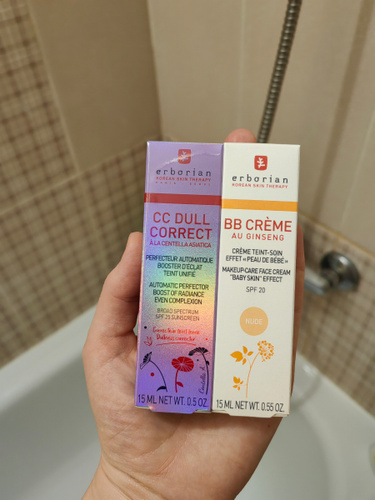 erborian
KOREAN SKIN THERAPY
PARIS SEOUL
CC DULL
CORRECT
À LA CENTELLA ASIATICA
PERFECTEUR AUTOMATIQUE
BOOSTER D'ÉCLAT
TEINT UNIFIÉ
AUTOMATIC PERFECTOR
BOOST OF RADIANCE
EVEN COMPLEXION
BROAD SPECTRUM
SPF 25 SUNSCREEN
15 ML NET WT. 0.5 OZ.
erborian
KOREAN SKIN THERAPY
BB CRÈME
AU GINSENG
CRÈME TEINT-SOIN
EFFET «PEAU DE BÉBÉ»
MAKEUP-CARE FACE CREAM
"BABY SKIN" EFFECT
SPF 20
NUDE
15 ML NET WT. 0.55 OZ.